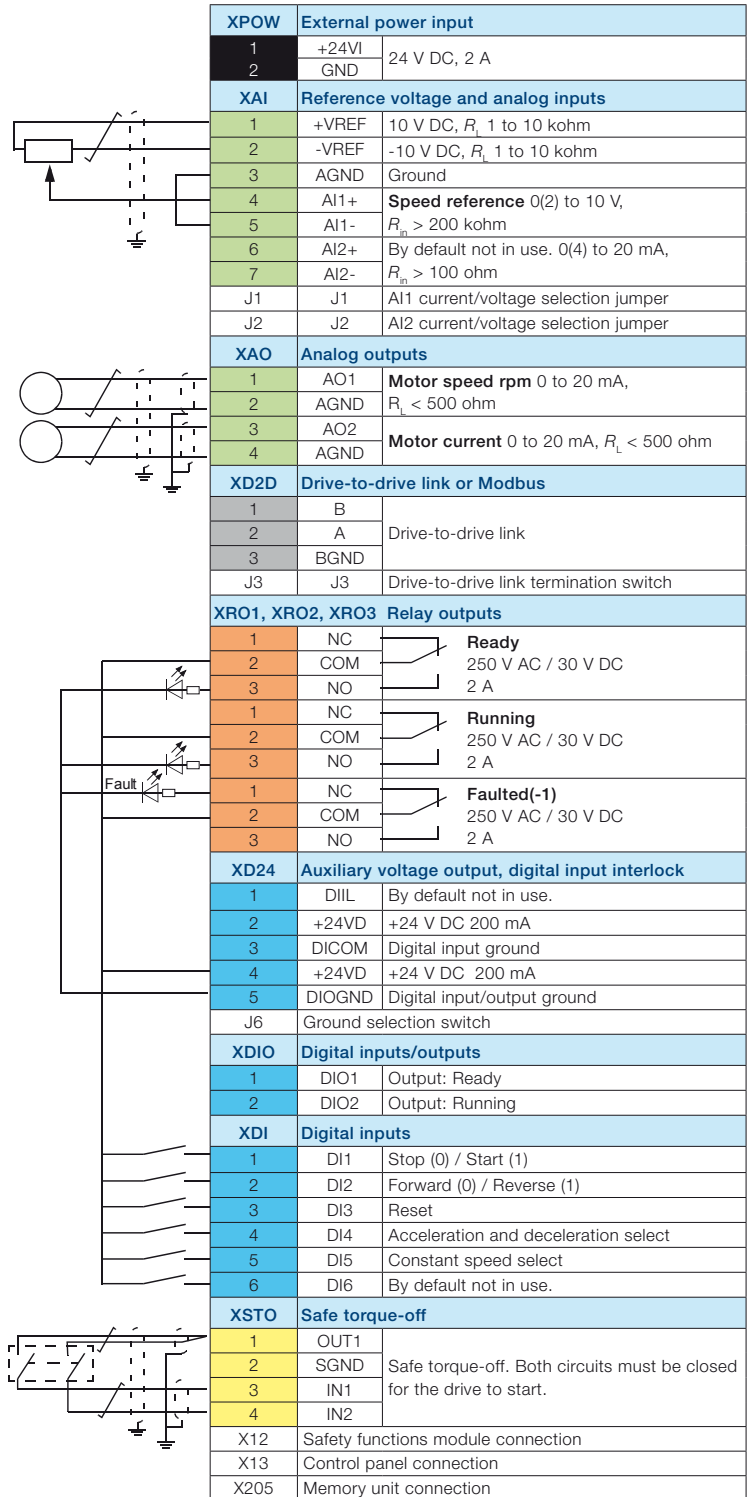 XPOW External power input
1 +24VI 24 V DC, 2 A
2 GND
XAI Reference voltage and analog inputs
1 +VREF 10 V DC, RL 1 to 10 kohm
2 -VREF -10 V DC, RL 1 to 10 kohm
3 AGND Ground
4 AI1+ Speed reference 0(2) to 10 V,
5 AI1- Rin > 200 kohm
6 AI2+ By default not in use. 0(4) to 20 mA,
7 AI2- Rin > 100 ohm
J1 J1 AI1 current/voltage selection jumper
J2 J2 AI2 current/voltage selection jumper
XAO Analog outputs
1 AO1 Motor speed rpm 0 to 20 mA,
2 AGND RL < 500 ohm
3 AO2 Motor current 0 to 20 mA, RL < 500 ohm
4 AGND
XD2D Drive-to-drive link or Modbus
1 B
2 A Drive-to-drive link
3 BGND
J3 J3 Drive-to-drive link termination switch
XRO1, XRO2, XRO3 Relay outputs
1 NC Ready
2 COM 250 V AC / 30 V DC
3 NO 2 A
1 NC Running
2 COM 250 V AC / 30 V DC
3 NO 2 A
Fault 1 NC Faulted(-1)
2 COM 250 V AC / 30 V DC
3 NO 2 A
XD24 Auxiliary voltage output, digital input interlock
1 DIIL By default not in use.
2 +24VD +24 V DC 200 mA
3 DICOM Digital input ground
4 +24VD +24 V DC 200 mA
5 DIOGND Digital input/output ground
J6 Ground selection switch
XDIO Digital inputs/outputs
1 DIO1 Output: Ready
2 DIO2 Output: Running
XDI Digital inputs
1 DI1 Stop (0) / Start (1)
2 DI2 Forward (0) / Reverse (1)
3 DI3 Reset
4 DI4 Acceleration and deceleration select
5 DI5 Constant speed select
6 DI6 By default not in use.
XSTO Safe torque-off
1 OUT1
2 SGND Safe torque-off. Both circuits must be closed
3 IN1 for the drive to start.
4 IN2
X12 Safety functions module connection
X13 Control panel connection
X205 Memory unit connection